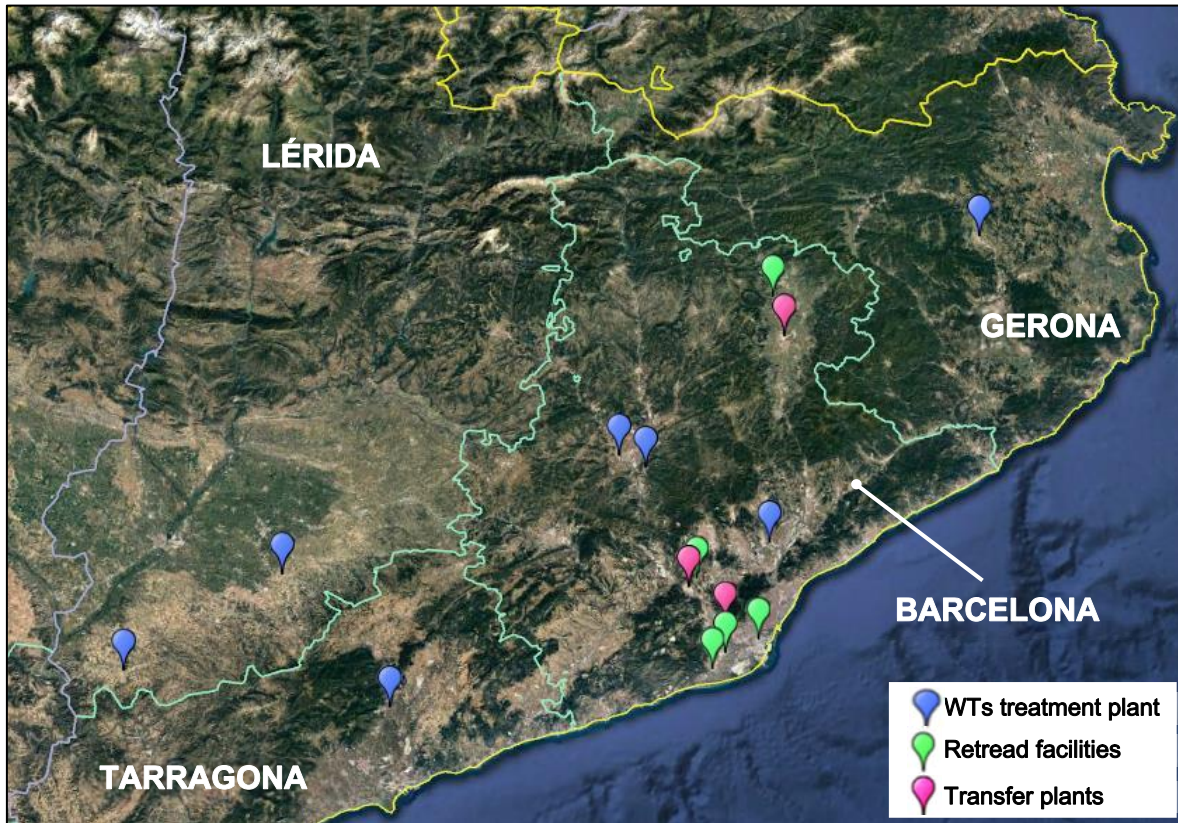 LÉRIDA
GERONA
BARCELONA
TARRAGONA
WTs treatment plant
Retread facilities
Transfer plants